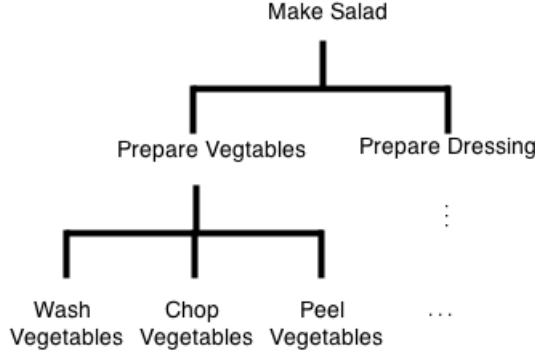 Make Salad
Prepare Vegtables
Prepare Dressing
⋮
Wash
Vegetables
Chop
Vegetables
Peel
Vegetables
...